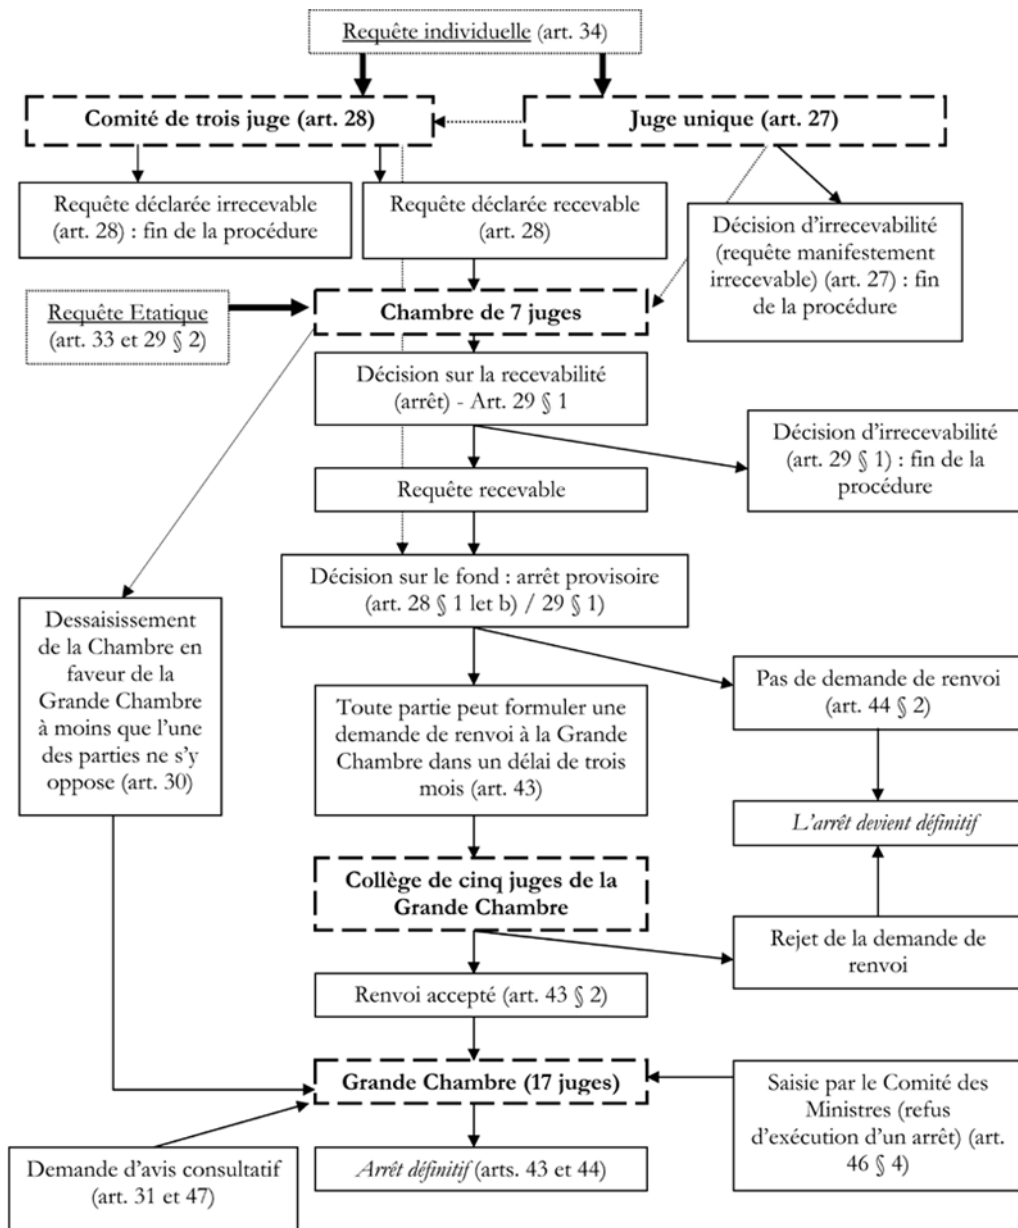 Requête individuelle (art. 34)
Comité de trois juge (art. 28)
Juge unique (art. 27)
Requête déclarée irrecevable
(art. 28) : fin de la procédure
Requête déclarée recevable
(art. 28)
Décision d'irrecevabilité
(requête manifestement
irrecevable) (art. 27) : fin
de la procédure
Requête Etatique
(art. 33 et 29 § 2)
Chambre de 7 juges
Décision sur la recevabilité
(arrêt) - Art. 29 § 1
Décision d'irrecevabilité
(art. 29 § 1) : fin de la
procédure
Requête recevable
Décision sur le fond : arrêt provisoire
(art. 28 § 1 let b) / 29 § 1)
Dessaisissement
de la Chambre en
faveur de la
Grande Chambre
à moins que l'une
des parties ne s'y
oppose (art. 30)
Pas de demande de renvoi
(art. 44 § 2)
Toute partie peut formuler une
demande de renvoi à la Grande
Chambre dans un délai de trois
mois (art. 43)
L'arrêt devient définitif
Collège de cinq juges de la
Grande Chambre
Rejet de la demande de
renvoi
Renvoi accepté (art. 43 § 2)
Grande Chambre (17 juges)
Saisie par le Comité des
Ministres (refus
d'exécution d'un arrêt) (art.
46 § 4)
Demande d'avis consultatif
(art. 31 et 47)
Arrêt définitif (arts. 43 et 44)